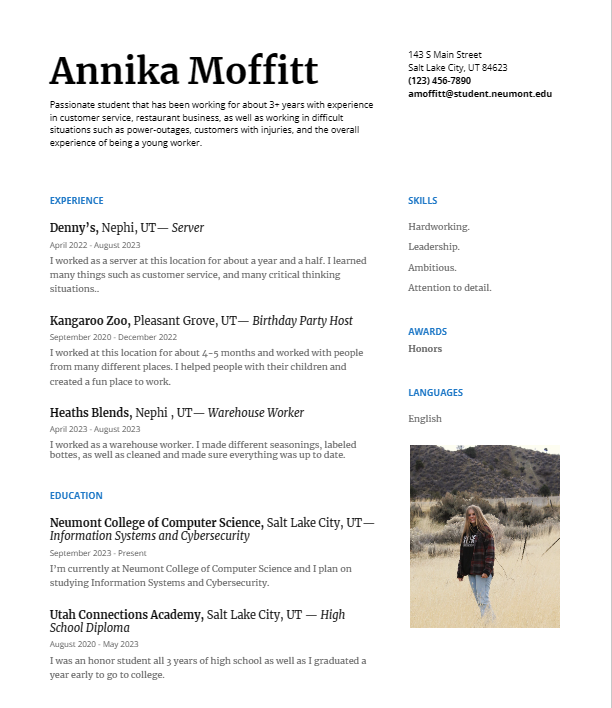 Annika Moffitt
Passionate student that has been working for about 3+ years with experience
in customer service, restaurant business, as well as working in difficult
situations such as power-outages, customers with injuries, and the overall
experience of being a young worker.
143 S Main Street
Salt Lake City, UT 84623
(123) 456-7890
amoffitt@student.neumont.edu
EXPERIENCE
Denny's, Nephi, UT— Server
April 2022 - August 2023
I worked as a server at this location for about a year and a half. I learned
many things such as customer service, and many critical thinking
situations..
Kangaroo Zoo, Pleasant Grove, UT— Birthday Party Host
September 2020 - December 2022
I worked at this location for about 4-5 months and worked with people
from many different places. I helped people with their children and
created a fun place to work.
Heaths Blends, Nephi , UT— Warehouse Worker
April 2023 - August 2023
I worked as a warehouse worker. I made different seasonings, labeled
bottes, as well as cleaned and made sure everything was up to date.
EDUCATION
Neumont College of Computer Science, Salt Lake City, UT—
Information Systems and Cybersecurity
September 2023 - Present
I'm currently at Neumont College of Computer Science and I plan on
studying Information Systems and Cybersecurity.
Utah Connections Academy, Salt Lake City, UT — High
School Diploma
August 2020 - May 2023
I was an honor student all 3 years of high school as well as I graduated a
year early to go to college.
SKILLS
Hardworking.
Leadership.
Ambitious.
Attention to detail.
AWARDS
Honors
LANGUAGES
English